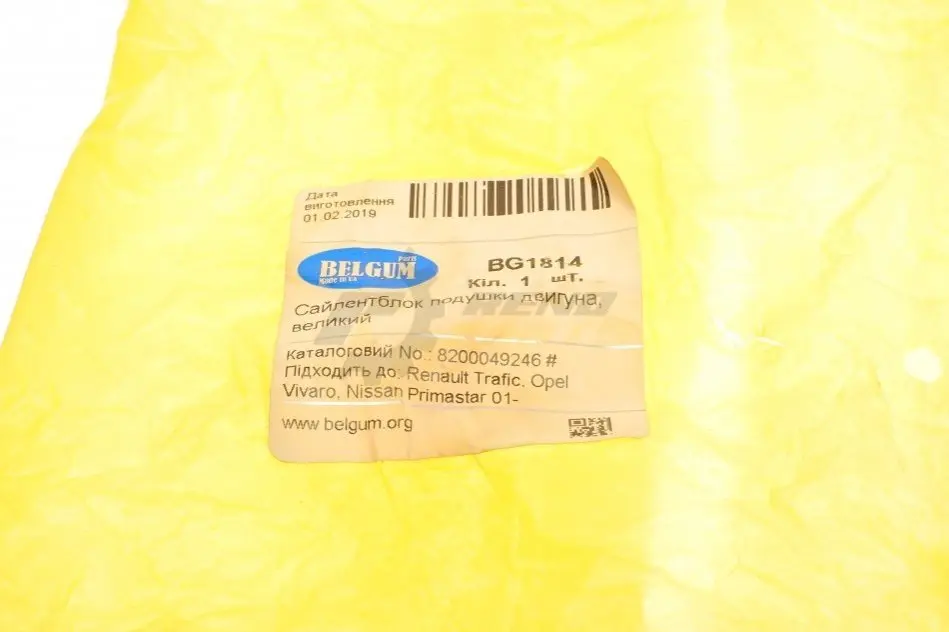 Дата
виготовлення
01.02.2019
BELGUM
Parts
Made in UA
BG1814
Кіл. 1 шт.
Сайлентблок подушки двигуна,
великий
Каталоговий No.: 8200049246 #
Підходить до: Renault Trafic. Opel
Vivaro, Nissan Primastar 01-
www.belgum.org